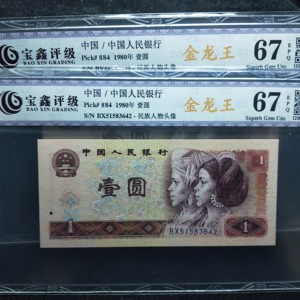 宝鑫评级
BAO XIN GRADING
中国 / 中国人民银行
Pick# 884 1980年 壹圆
金龙王
67
EPQ
Superb Gem Unc
宝鑫评级
BAO XIN GRADING
中国 / 中国人民银行
Pick# 884 1980年 壹圆
S/N BX51583642 - 民族人物头像
金龙王
67
EPQ
Superb Gem Unc
中国人民银行
1
壹圆
1
BX51583642